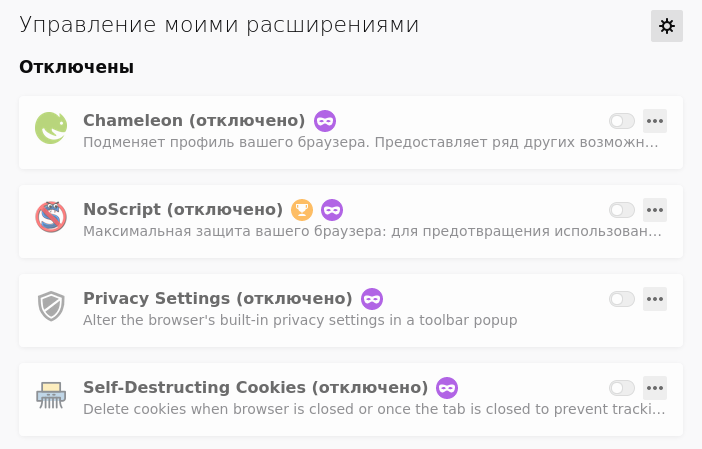 Управление моими расширениями
Отключены
Chameleon (отключено)
Подменяет профиль вашего браузера. Предоставляет ряд других возможн...
NoScript (отключено)
Максимальная защита вашего браузера: для предотвращения использован...
Privacy Settings (отключено)
Alter the browser's built-in privacy settings in a toolbar popup
Self-Destructing Cookies (отключено)
Delete cookies when browser is closed or once the tab is closed to prevent tracki...